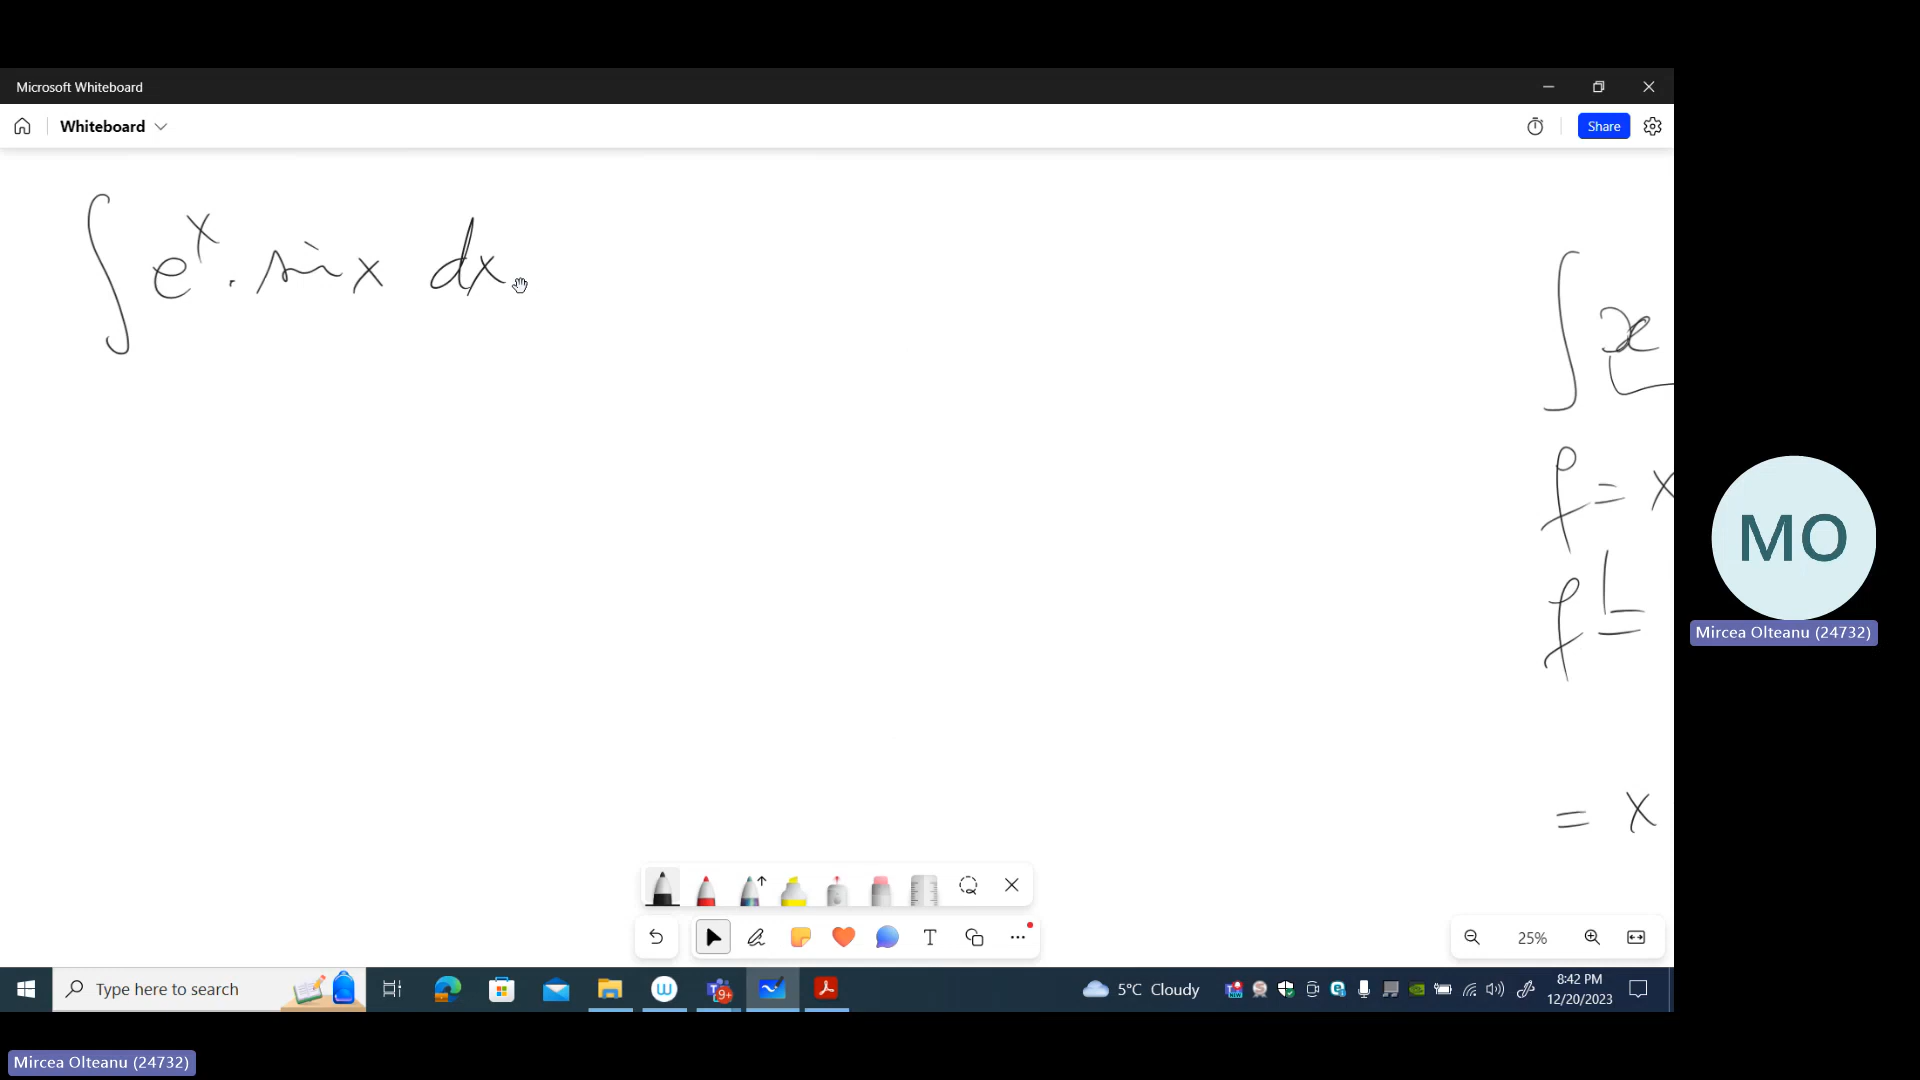 Microsoft Whiteboard
Whiteboard
Share
∫ e^x · sin x dx
∫ x
f = x
f' =
= x
MO
Mircea Olteanu (24732)
25%
Type here to search
9+
5°C Cloudy
8:42 PM
12/20/2023
Mircea Olteanu (24732)